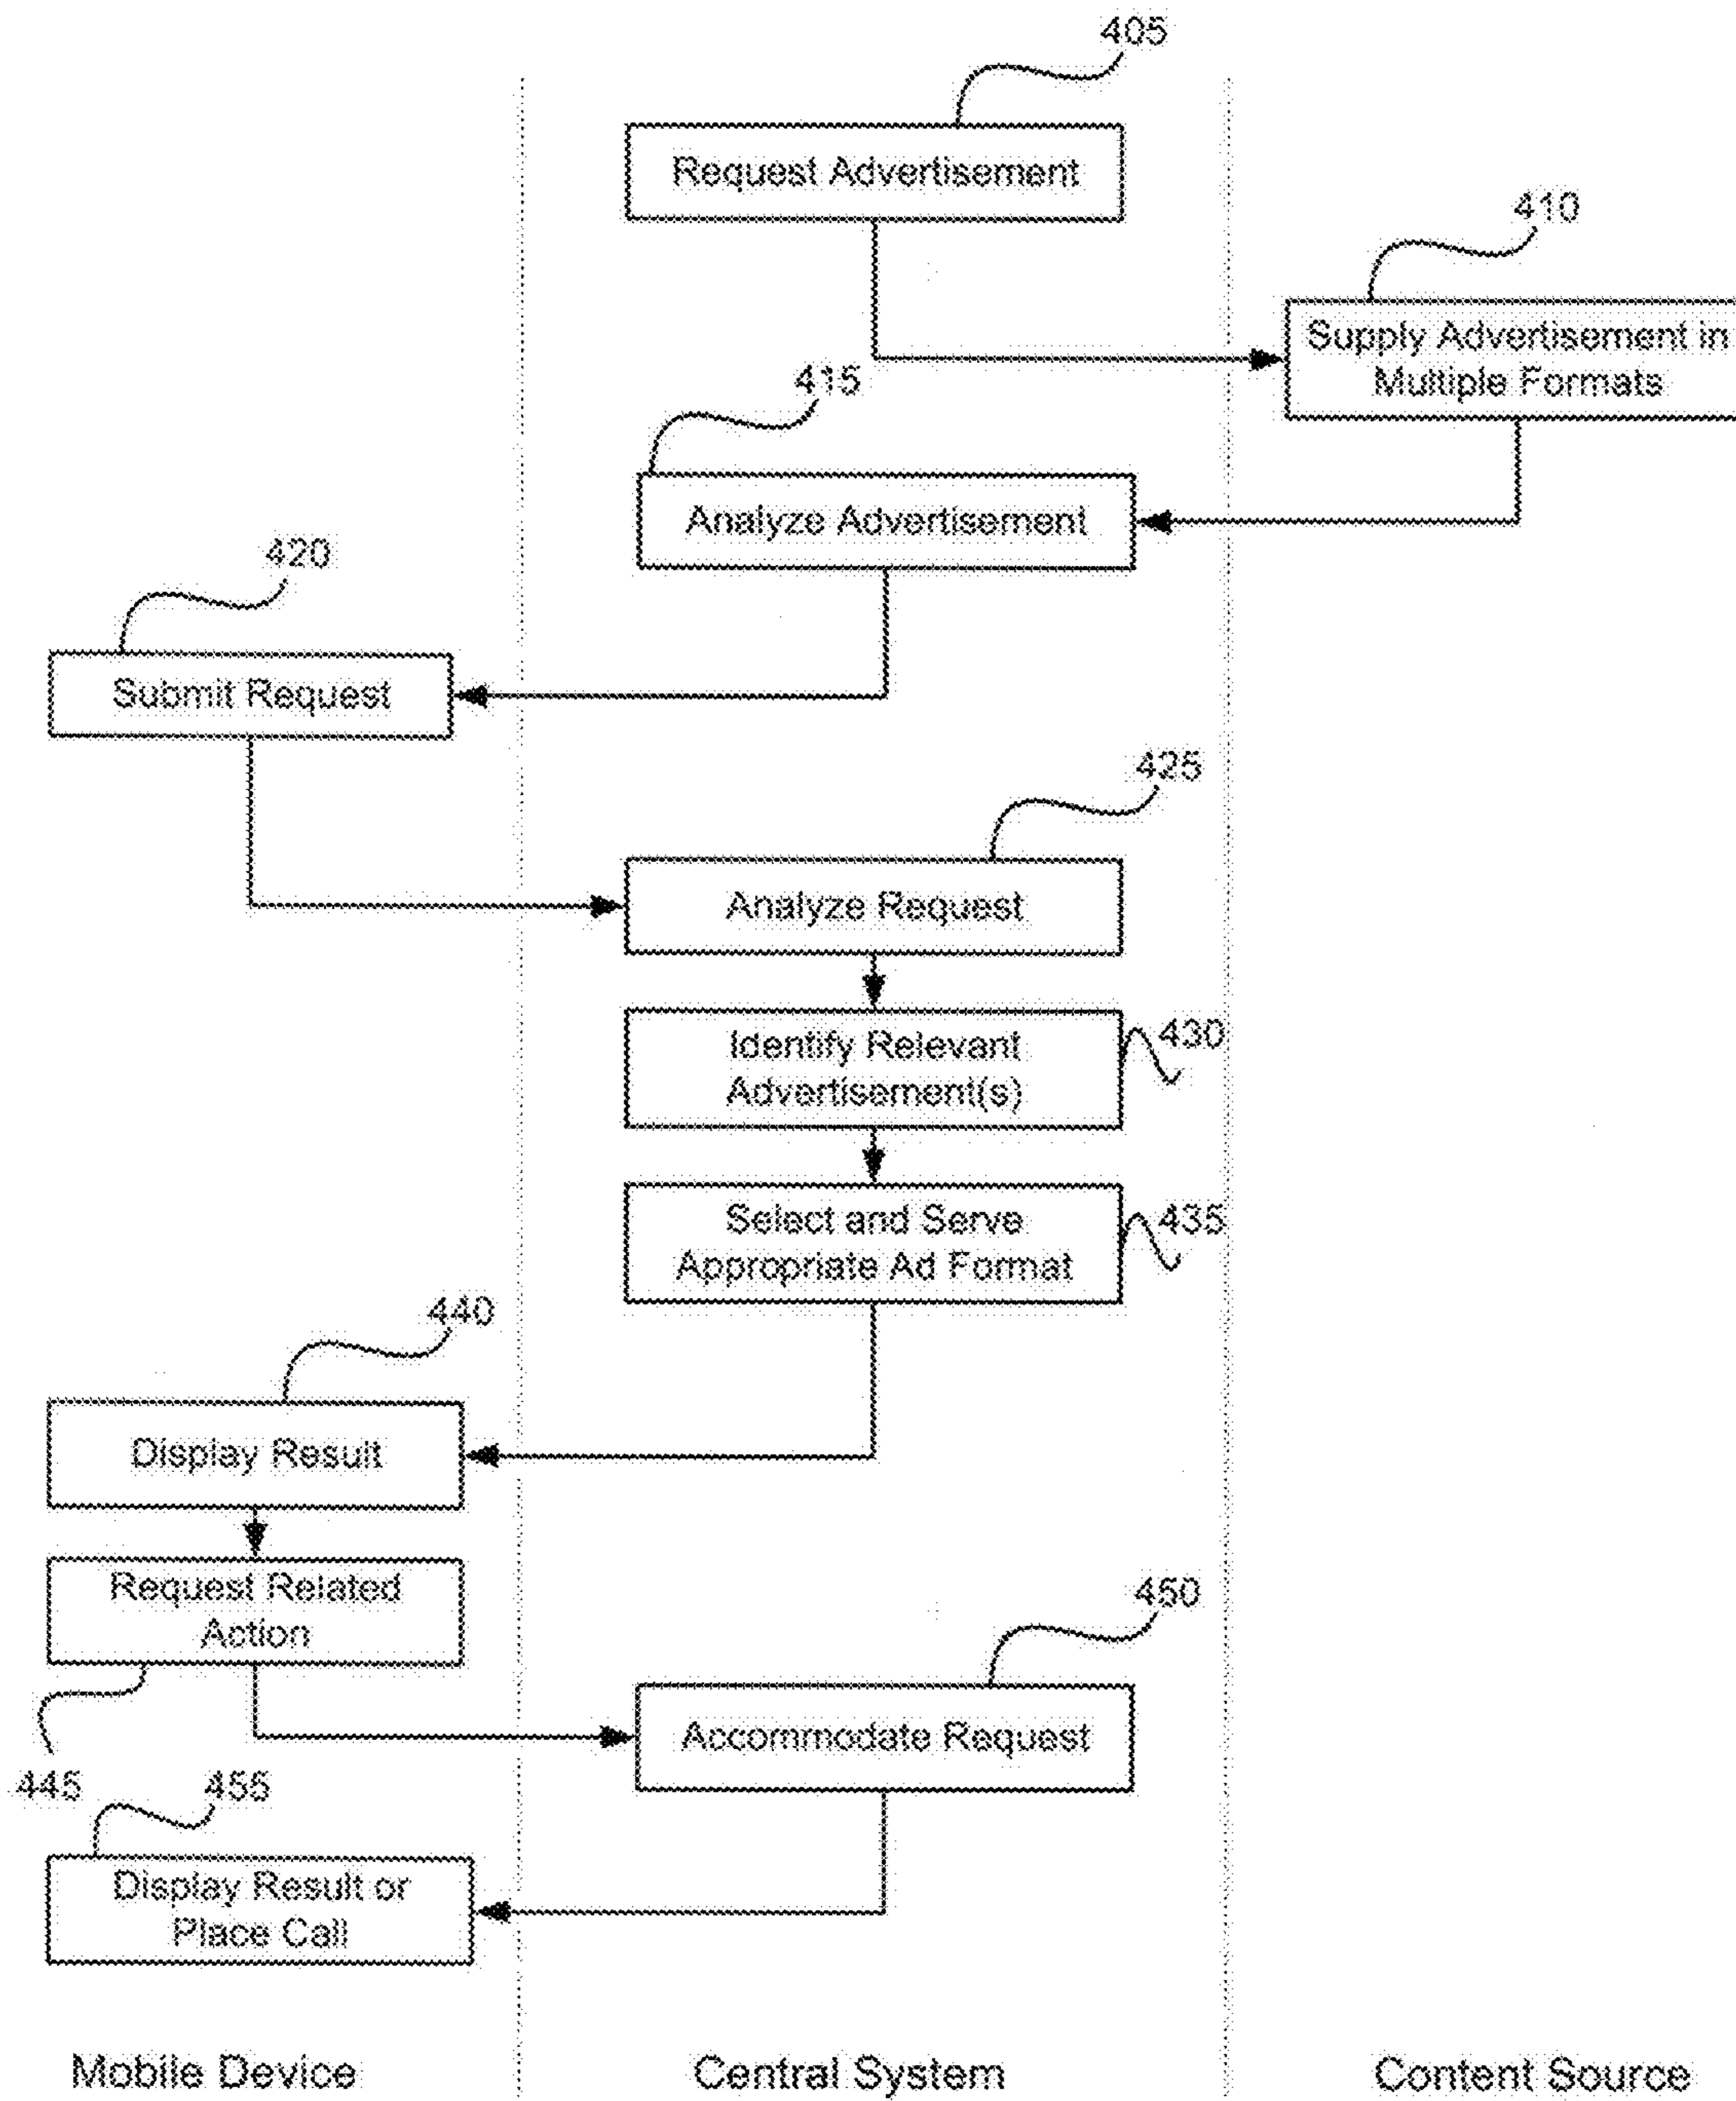 405
Request Advertisement
410
Supply Advertisement in
Multiple Formats
415
Analyze Advertisement
420
Submit Request
425
Analyze Request
Identify Relevant
Advertisement(s)
430
Select and Serve
Appropriate Ad Format
435
440
Display Result
Request Related
Action
445
450
Accommodate Request
455
Display Result or
Place Call
Mobile Device
Central System
Content Source